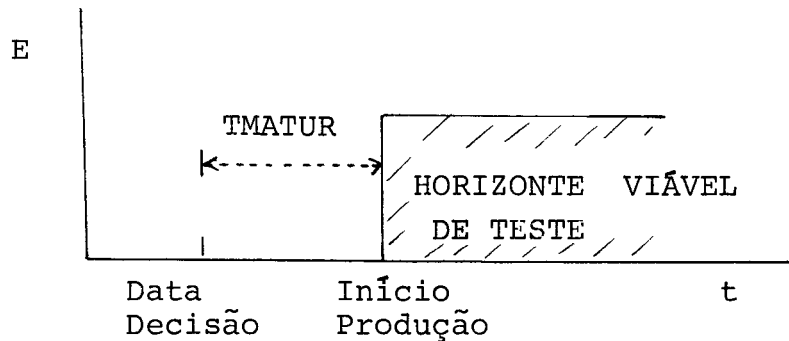 E
TMATUR
HORIZONTE VIÁVEL
DE TESTE
Data Início t
Decisão Produção